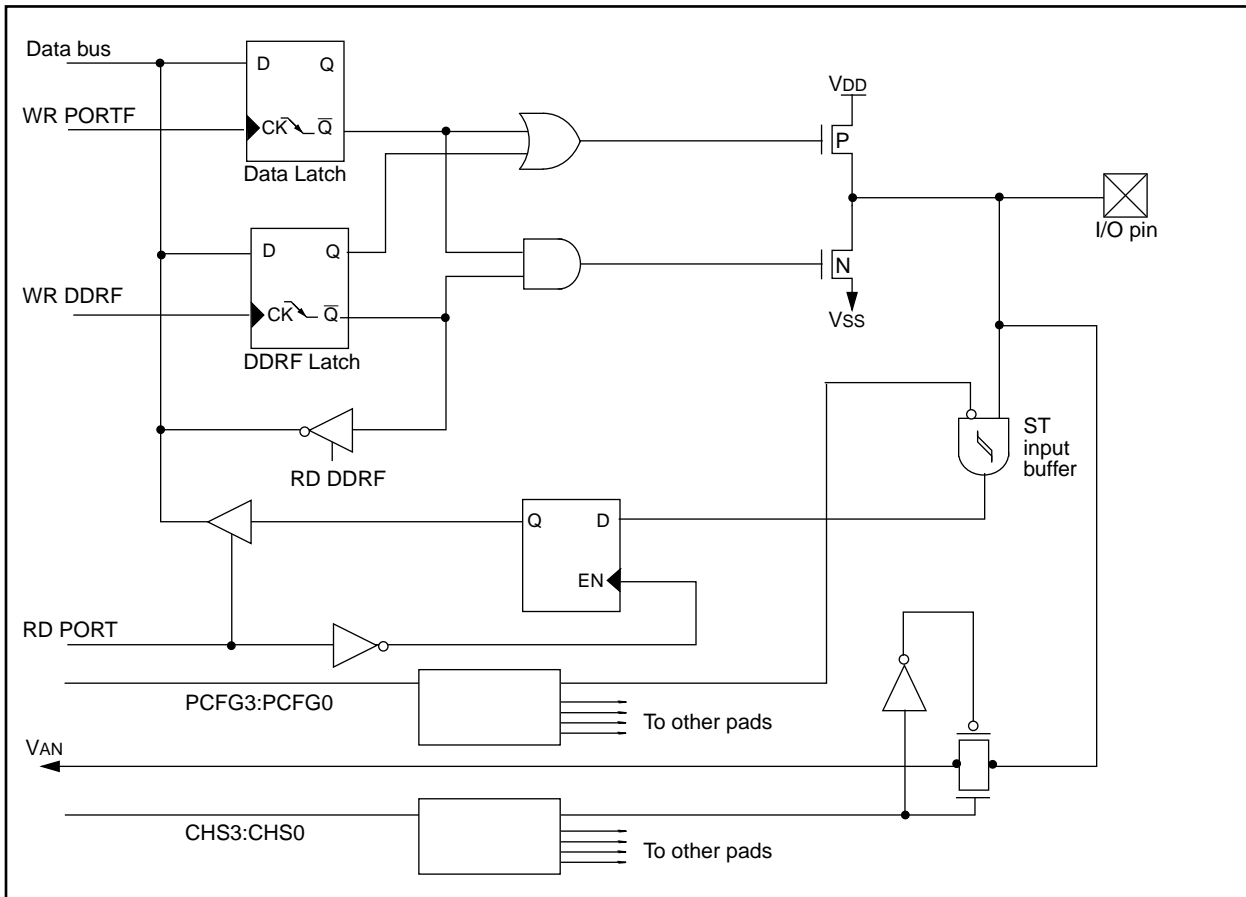 Data bus
D Q
VDD
WR PORTF
CK Q
P
Data Latch
I/O pin
D Q
N
WR DDRF
CK Q
VSS
DDRF Latch
ST
input
buffer
RD DDRF
Q D
EN
RD PORT
PCFG3:PCFG0
To other pads
VAN
CHS3:CHS0
To other pads